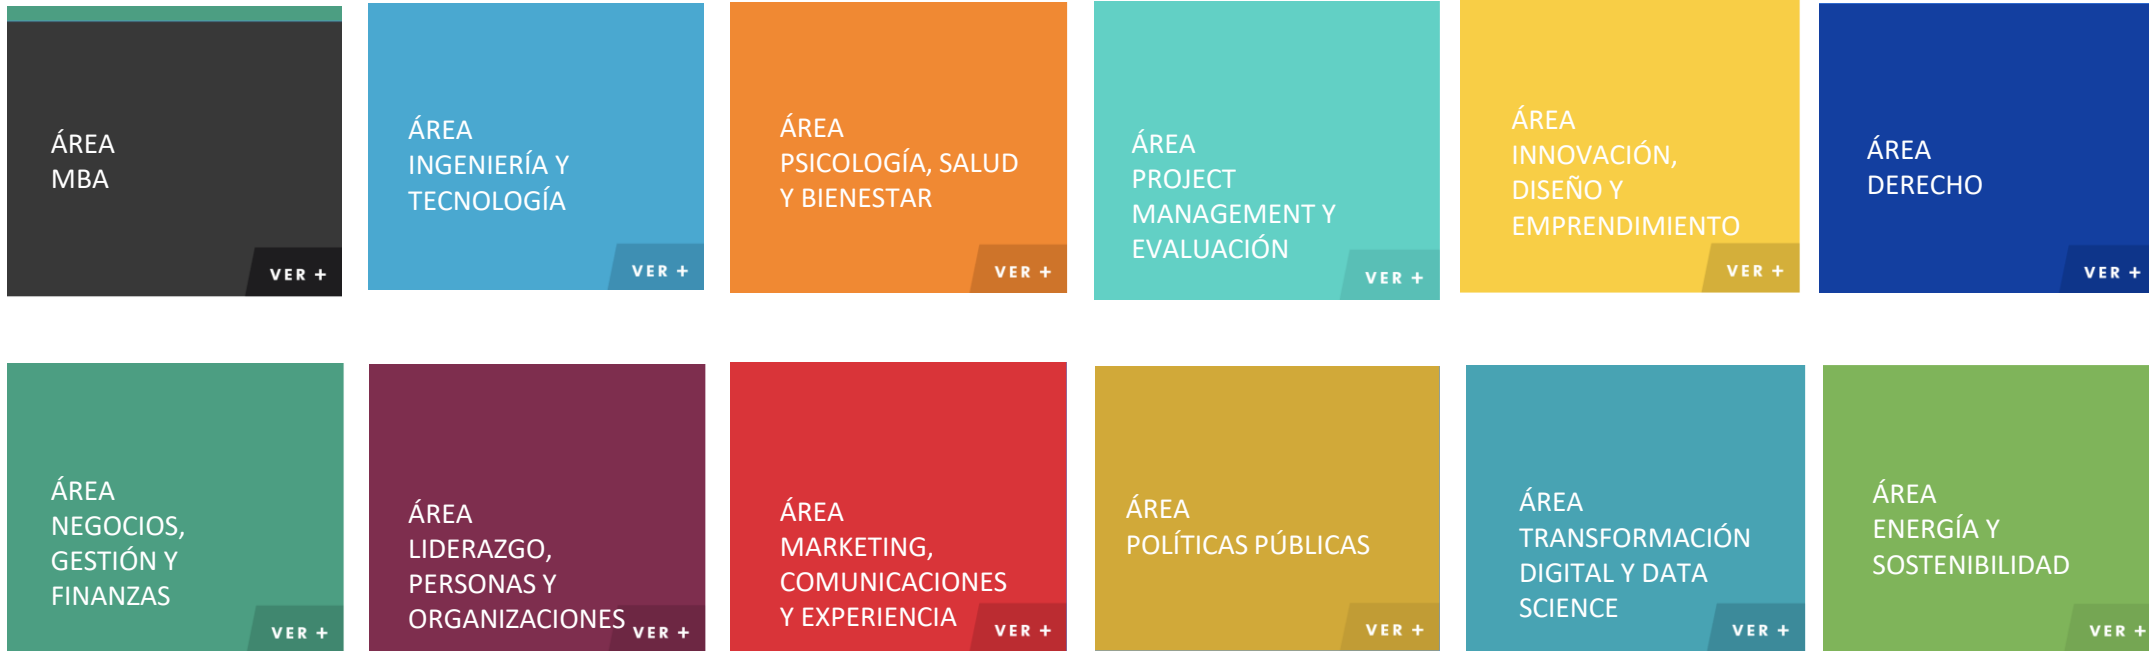 ÁREA
MBA
VER +
ÁREA
INGENIERÍA Y
TECNOLOGÍA
VER +
ÁREA
PSICOLOGÍA, SALUD
Y BIENESTAR
VER +
ÁREA
PROJECT
MANAGEMENT Y
EVALUACIÓN
VER +
ÁREA
INNOVACIÓN,
DISEÑO Y
EMPRENDIMIENTO
VER +
ÁREA
DERECHO
VER +
ÁREA
NEGOCIOS,
GESTIÓN Y
FINANZAS
VER +
ÁREA
LIDERAZGO,
PERSONAS Y
ORGANIZACIONES
VER +
ÁREA
MARKETING,
COMUNICACIONES
Y EXPERIENCIA
VER +
ÁREA
POLÍTICAS PÚBLICAS
VER +
ÁREA
TRANSFORMACIÓN
DIGITAL Y DATA
SCIENCE
VER +
ÁREA
ENERGÍA Y
SOSTENIBILIDAD
VER +